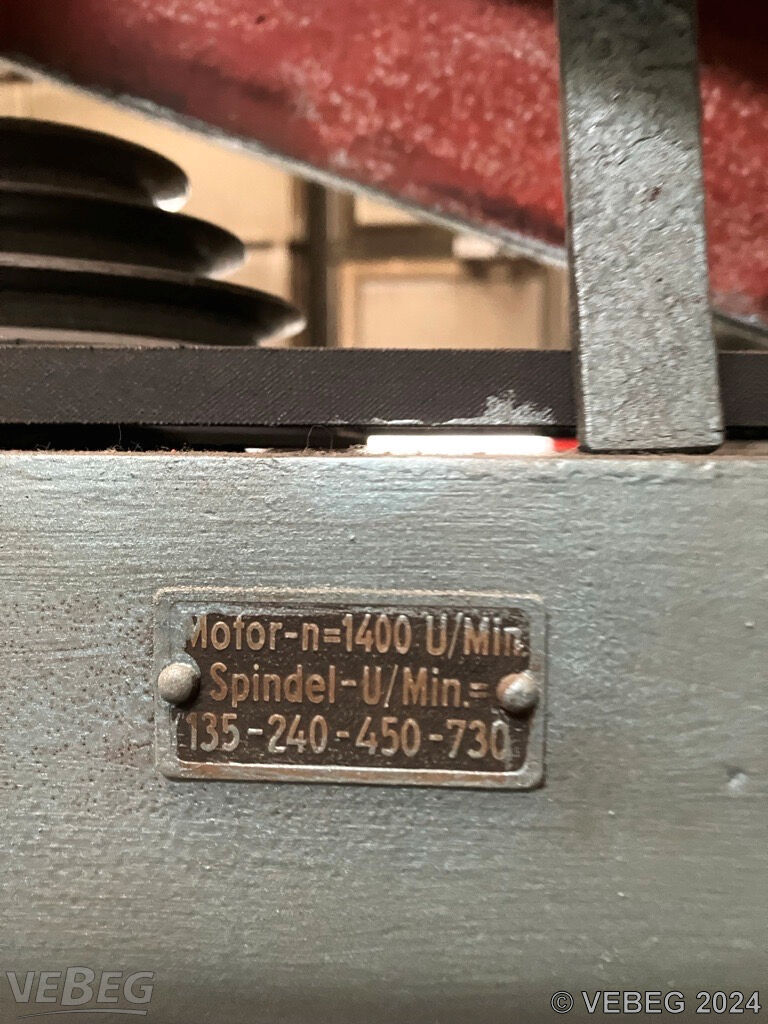 Motor-n=1400 U/Min.
Spindel-U/Min.=
135-240-450-730
VEBEG
© VEBEG 2024